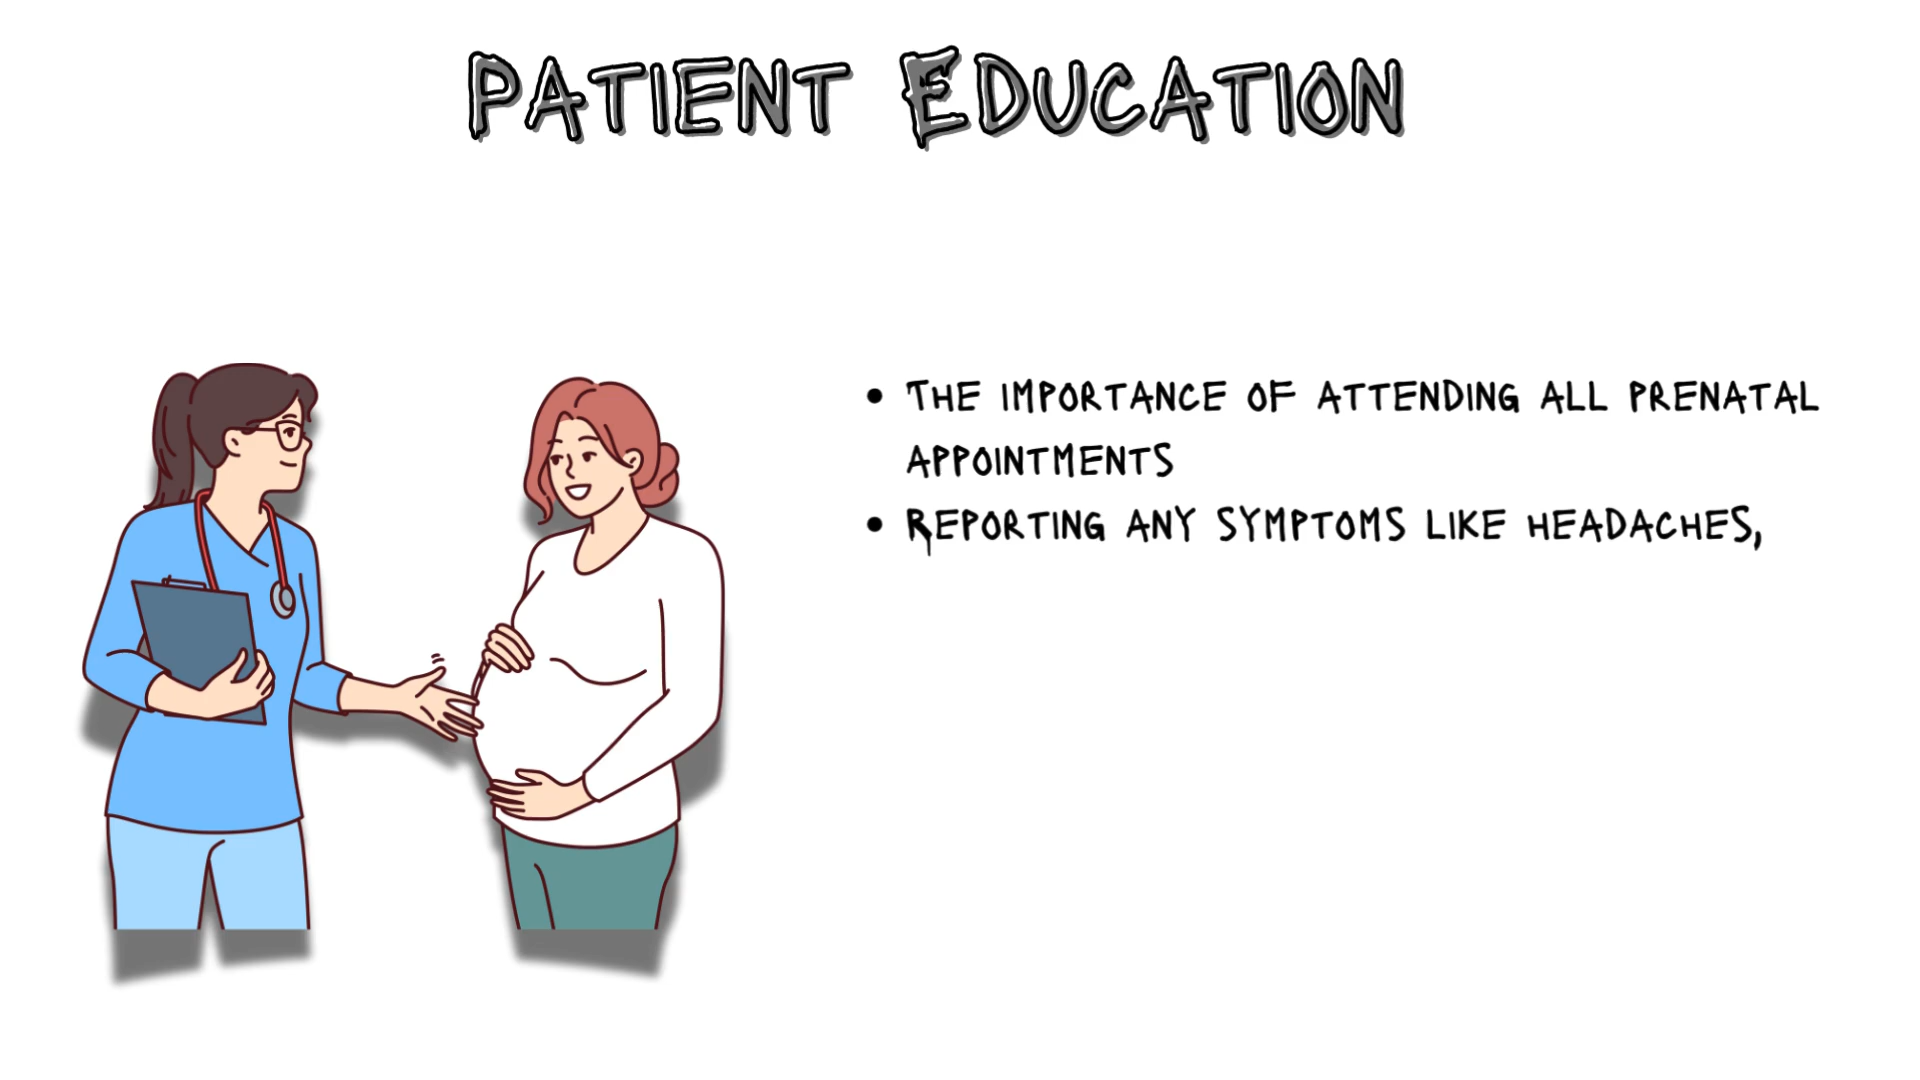 Patient Education
• The importance of attending all prenatal
appointments
• Reporting any symptoms like headaches,